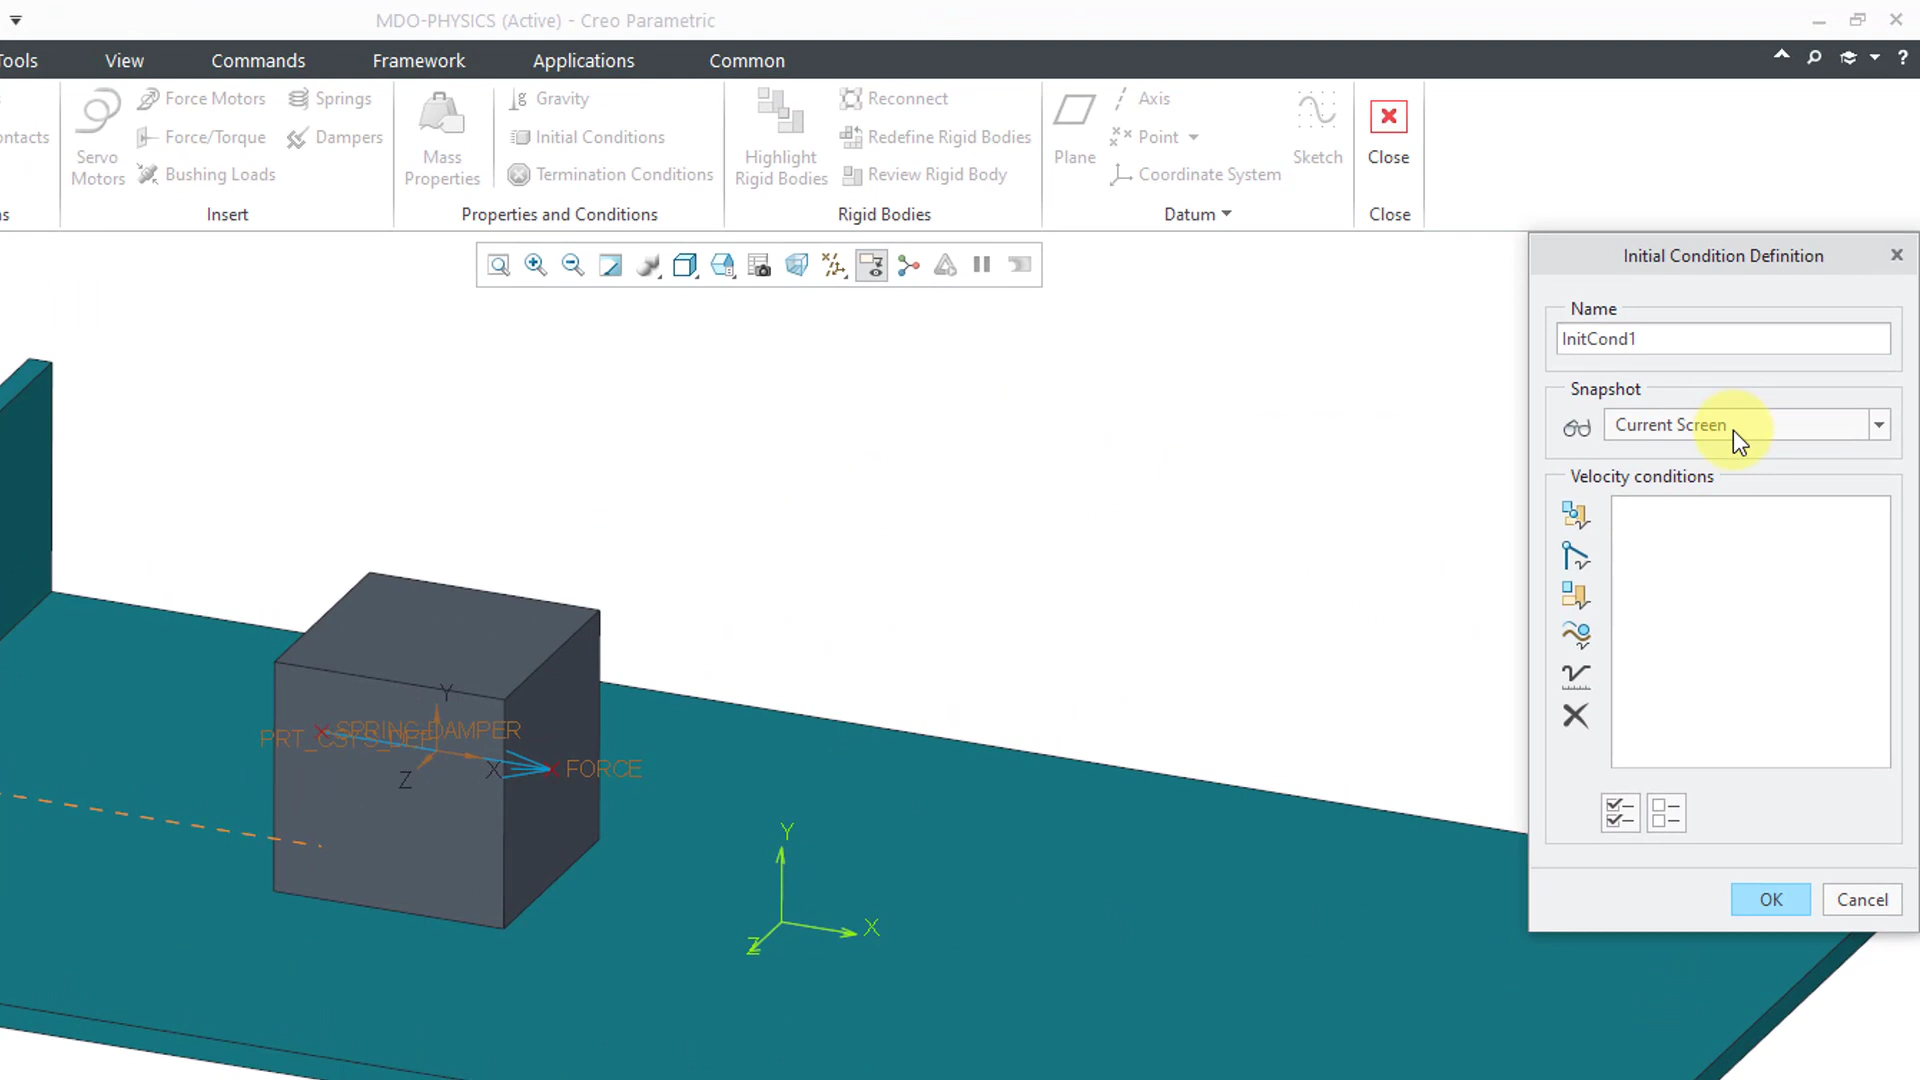 MDO-PHYSICS (Active) - Creo Parametric
Tools View Commands Framework Applications Common
Force Motors Springs Gravity Reconnect Axis
ontacts Force/Torque Dampers Initial Conditions Redefine Rigid Bodies Point
Servo Motors Bushing Loads Mass Properties Termination Conditions Highlight Rigid Bodies Review Rigid Body Plane Coordinate System Sketch Close
s Insert Properties and Conditions Rigid Bodies Datum Close
Initial Condition Definition
Name
InitCond1
Snapshot
Current Screen
Velocity conditions
OK Cancel
Y
SPRING_DAMPER
X FORCE
Z
Y
X
Z